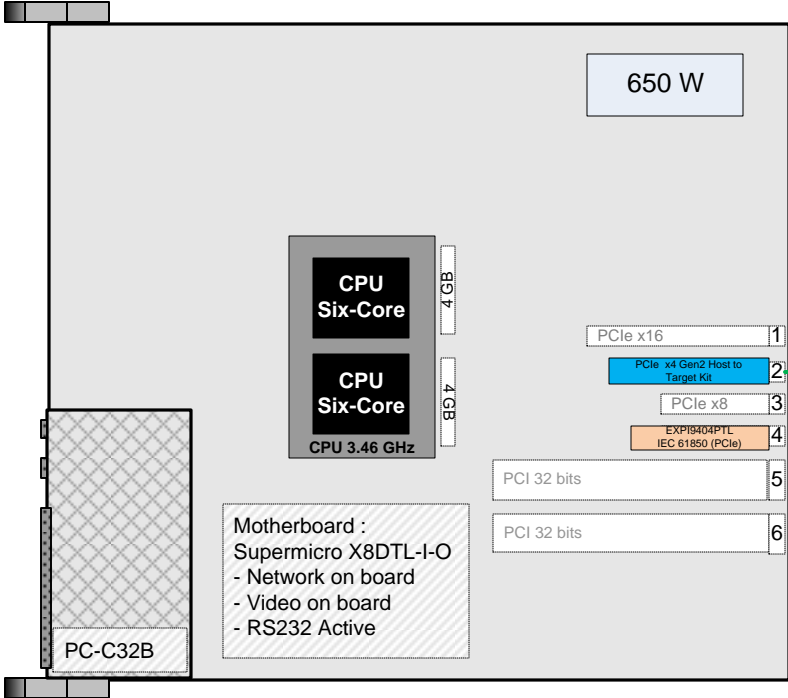 650 W
CPU
Six-Core
4 GB
CPU
Six-Core
4 GB
CPU 3.46 GHz
PCIe x16
1
PCIe x4 Gen2 Host to
Target Kit
2
PCIe x8
3
EXPI9404PTL
IEC 61850 (PCIe)
4
PCI 32 bits
5
PCI 32 bits
6
Motherboard :
Supermicro X8DTL-I-O
- Network on board
- Video on board
- RS232 Active
PC-C32B